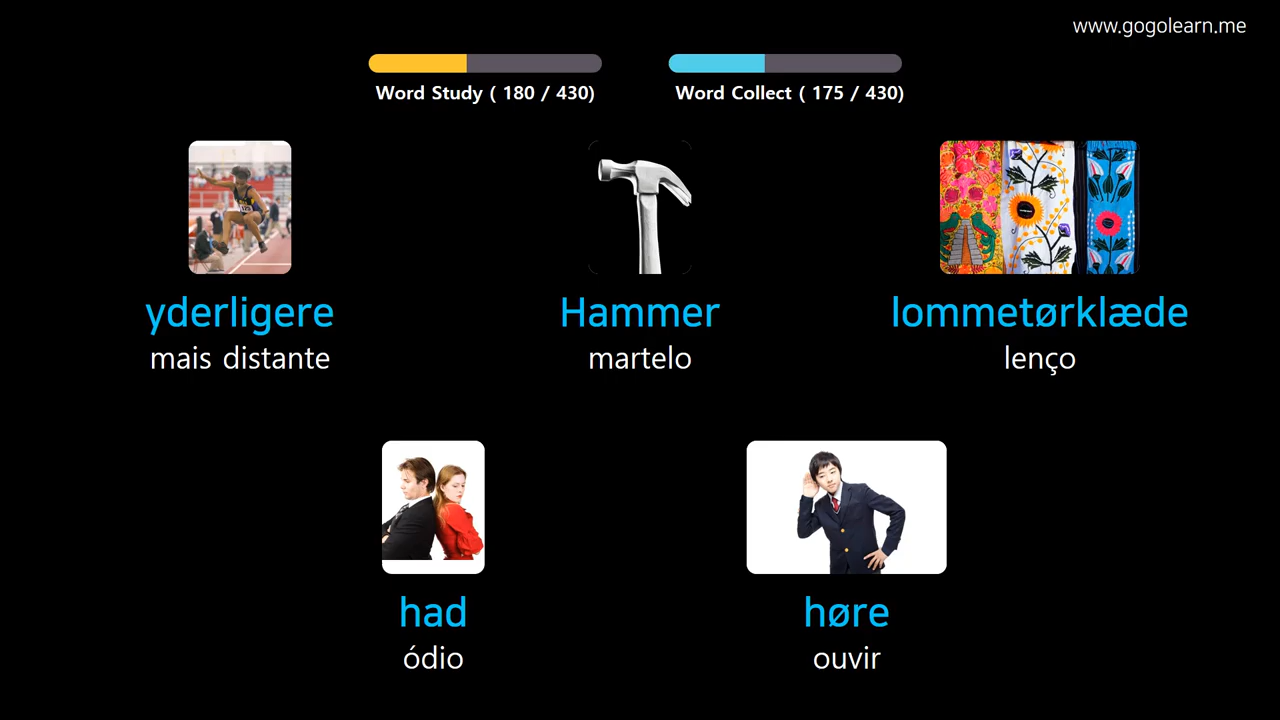 www.gogolearn.me
Word Study ( 180 / 430)
Word Collect ( 175 / 430)
yderligere
mais distante
Hammer
martelo
lommetørklæde
lenço
had
ódio
høre
ouvir